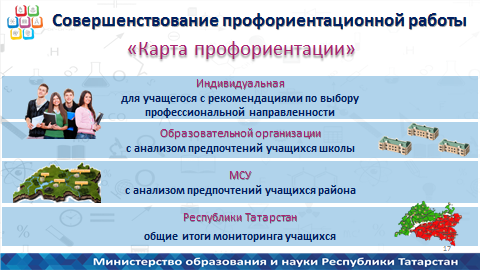 Совершенствование профориентационной работы
«Карта профориентации»
Индивидуальная
для учащегося с рекомендациями по выбору
профессиональной направленности
Образовательной организации
с анализом предпочтений учащихся школы
МСУ
с анализом предпочтений учащихся района
Республики Татарстан
общие итоги мониторинга учащихся
17
Министерство образования и науки Республики Татарстан